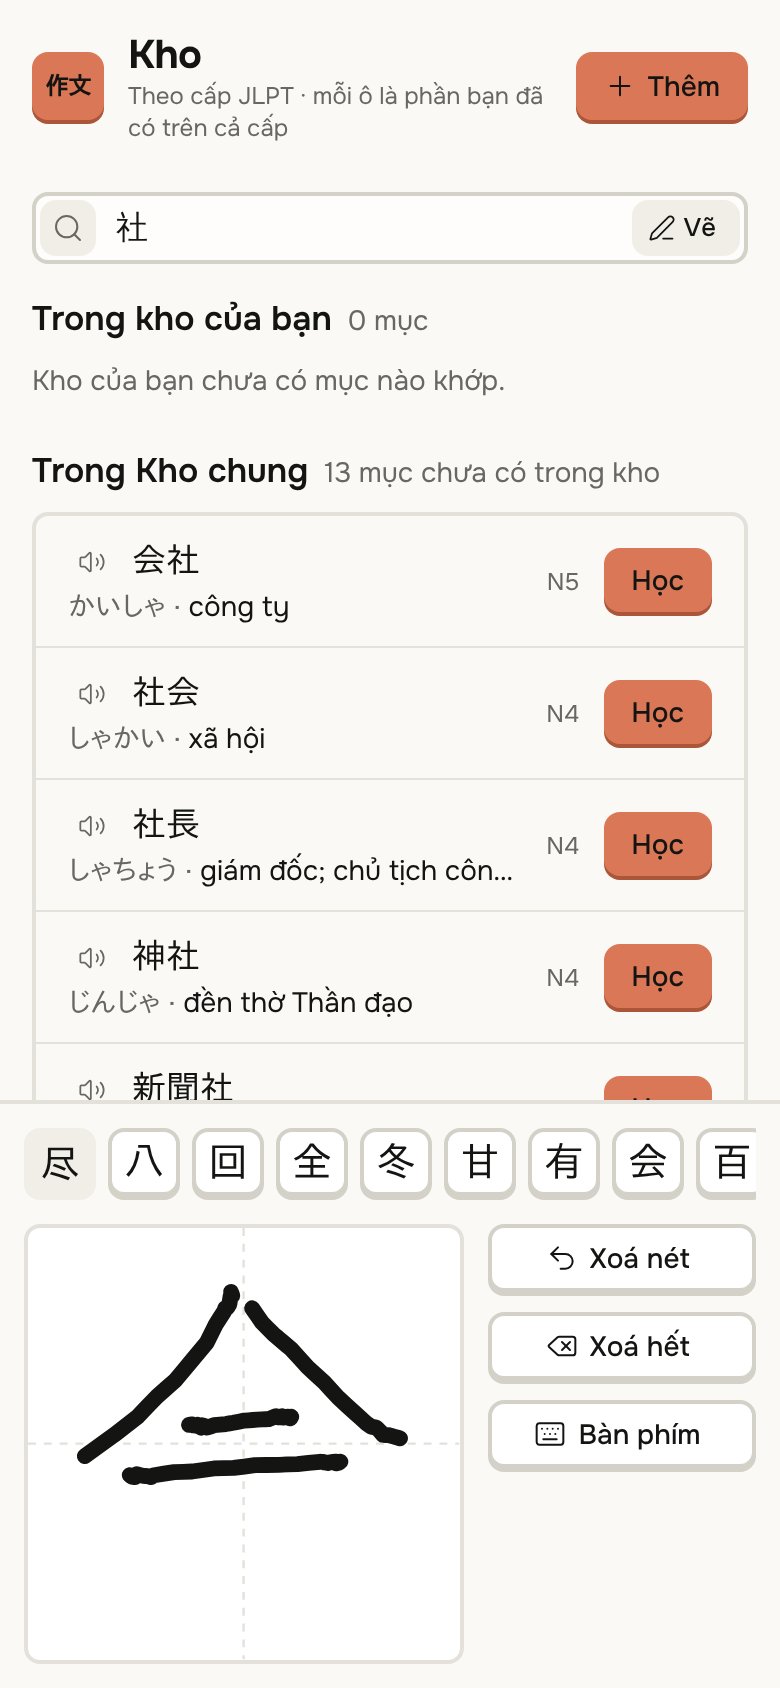 作文
Kho
Theo cấp JLPT · mỗi ô là phần bạn đã
có trên cả cấp
Thêm
社
Vẽ
Trong kho của bạn 0 mục
Kho của bạn chưa có mục nào khớp.
Trong Kho chung 13 mục chưa có trong kho
会社
かいしゃ · công ty
N5
Học
社会
しゃかい · xã hội
N4
Học
社長
しゃちょう · giám đốc; chủ tịch côn...
N4
Học
神社
じんじゃ · đền thờ Thần đạo
N4
Học
新聞社
尽 八 回 全 冬 甘 有 会 百
Xoá nét
Xoá hết
Bàn phím